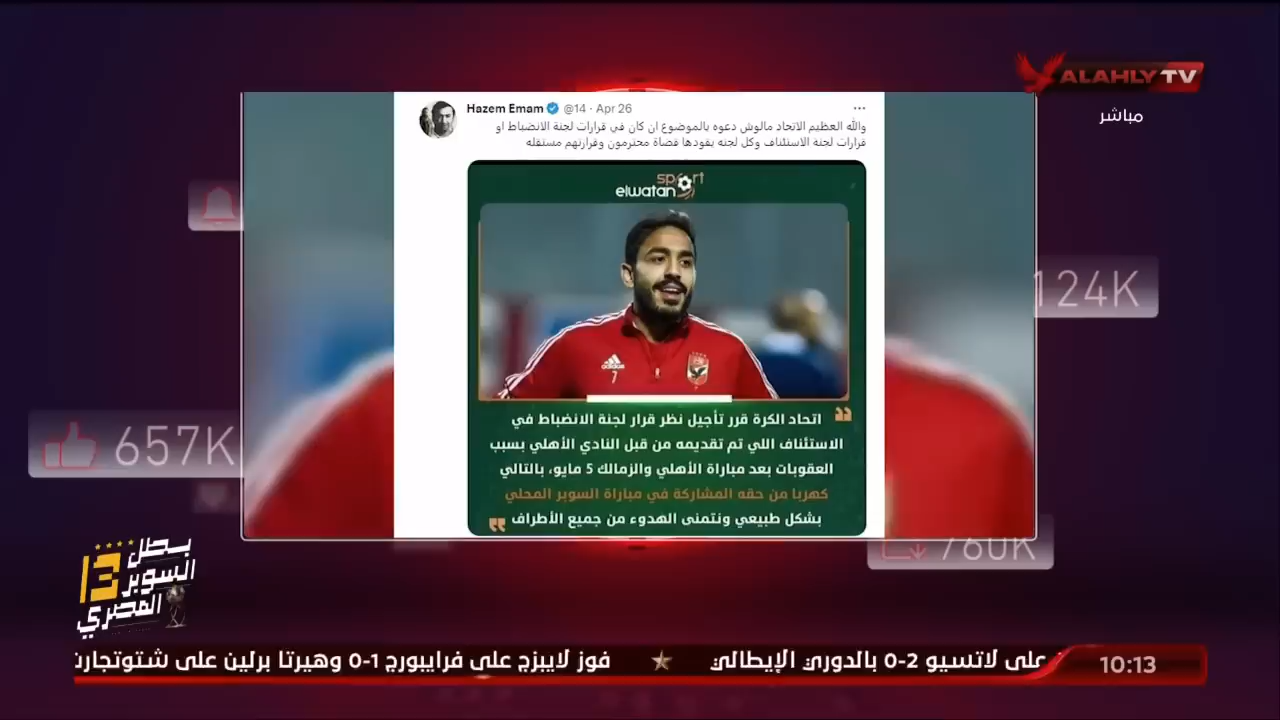 ALAHLY TV
مباشر
Hazem Emam @14 · Apr 26
والله العظيم الاتحاد مالوش دعوه بالموضوع ان كان في قرارات لجنة الانضباط او
قرارات لجنة الاستئناف وكل لجنه يقودها قضاة محترمون وقرارتهم مستقله
sport
elwatan
adidas
7
اتحاد الكرة قرر تأجيل نظر قرار لجنة الانضباط في
الاستئناف اللي تم تقديمه من قبل النادي الأهلي بسبب
العقوبات بعد مباراة الأهلي والزمالك 5 مايو، بالتالي
كهربا من حقه المشاركة في مباراة السوبر المحلي
بشكل طبيعي ونتمنى الهدوء من جميع الأطراف
124K
657K
760K
بطل
السوبر 13
المصري
على لاتسيو 2-0 بالدوري الإيطالي ★ فوز لايبزج على فرايبورج 1-0 وهيرتا برلين على شتوتجارت
10:13